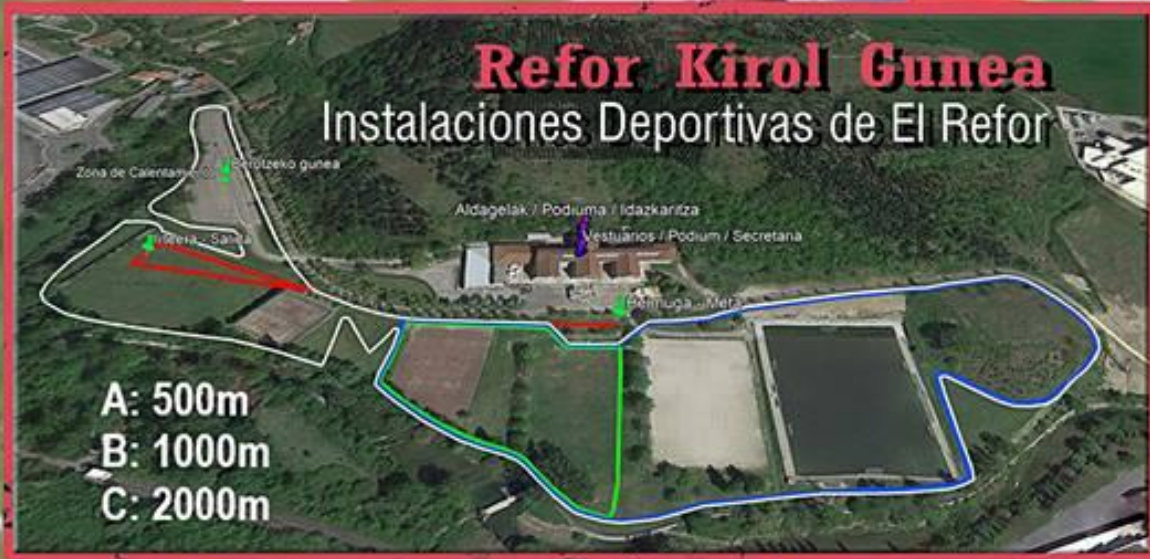 Refor Kirol Gunea
Instalaciones Deportivas de El Refor
Berotzeko gunea
Zona de Calentamiento
Aldagelak / Podiuma / Idazkaritza
Vestuarios / Podium / Secretaria
Irteera - Salida
Helmuga - Meta
A: 500m
B: 1000m
C: 2000m